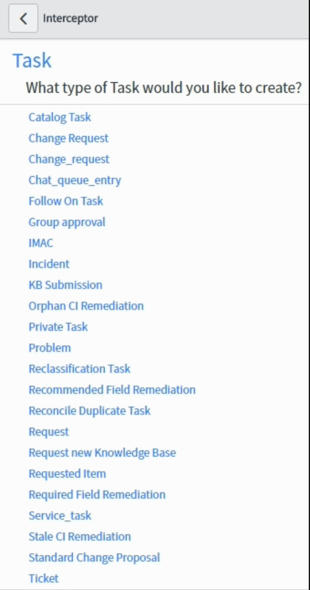 Interceptor
Task
What type of Task would you like to create?
Catalog Task
Change Request
Change_request
Chat_queue_entry
Follow On Task
Group approval
IMAC
Incident
KB Submission
Orphan CI Remediation
Private Task
Problem
Reclassification Task
Recommended Field Remediation
Reconcile Duplicate Task
Request
Request new Knowledge Base
Requested Item
Required Field Remediation
Service_task
Stale CI Remediation
Standard Change Proposal
Ticket